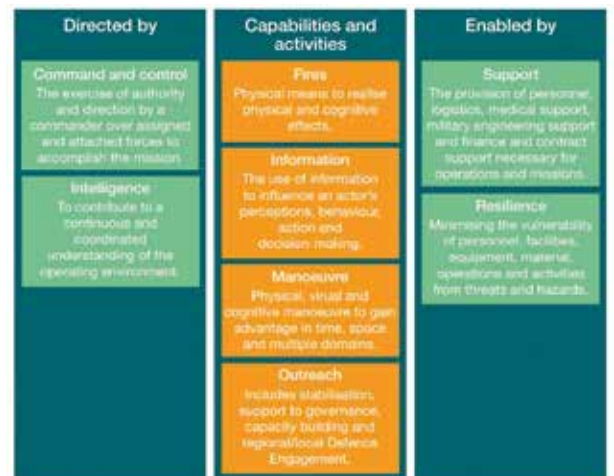 Directed by
Command and control
The exercise of authority
and direction by a
commander over assigned
and attached forces to
accomplish the mission
Intelligence
To contribute to a
continuous and
coordinated
understanding of the
operating environment.
Capabilities and
activities
Fires
Physical means to realise
physical and cognitive
effects.
Information
The use of information
to influence an actor's
perceptions, behaviour,
action and
decision making.
Manoeuvre
Physical, virtual and
cognitive manoeuvre to gain
advantage in time, space
and multiple domains.
Outreach
Includes stabilisation,
support to governance,
capacity building and
regional/local Defence
Engagement.
Enabled by
Support
The provision of personnel,
logistics, medical support,
military engineering support
and finance and contract
support necessary for
operations and missions.
Resilience
Minimising the vulnerability
of personnel, facilities,
equipment, material,
operations and activities
from threats and hazards.